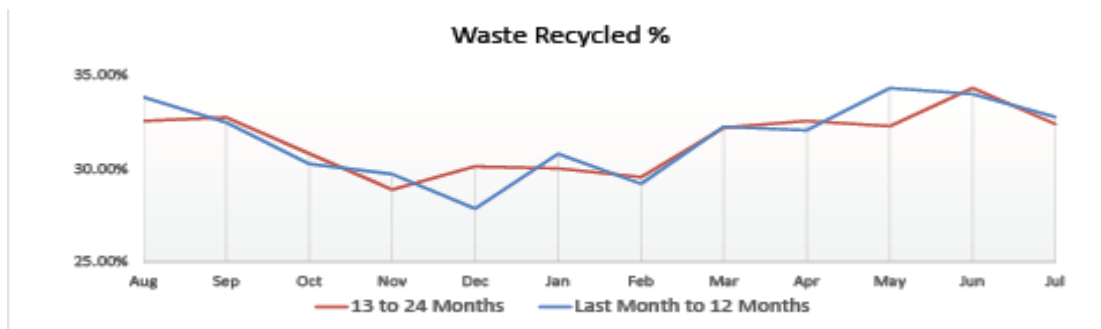 Waste Recycled %
35.00%
30.00%
25.00%
Aug Sep Oct Nov Dec Jan Feb Mar Apr May Jun Jul
13 to 24 Months Last Month to 12 Months